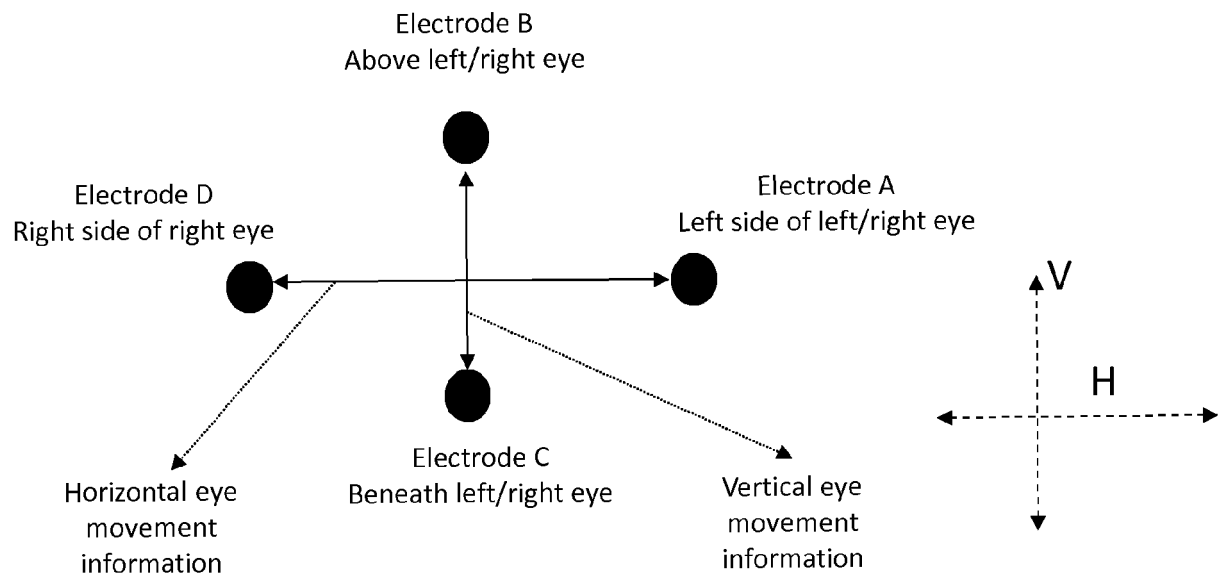 Electrode B
Above left/right eye
Electrode D
Right side of right eye
Electrode A
Left side of left/right eye
V
H
Electrode C
Beneath left/right eye
Horizontal eye
movement
information
Vertical eye
movement
information